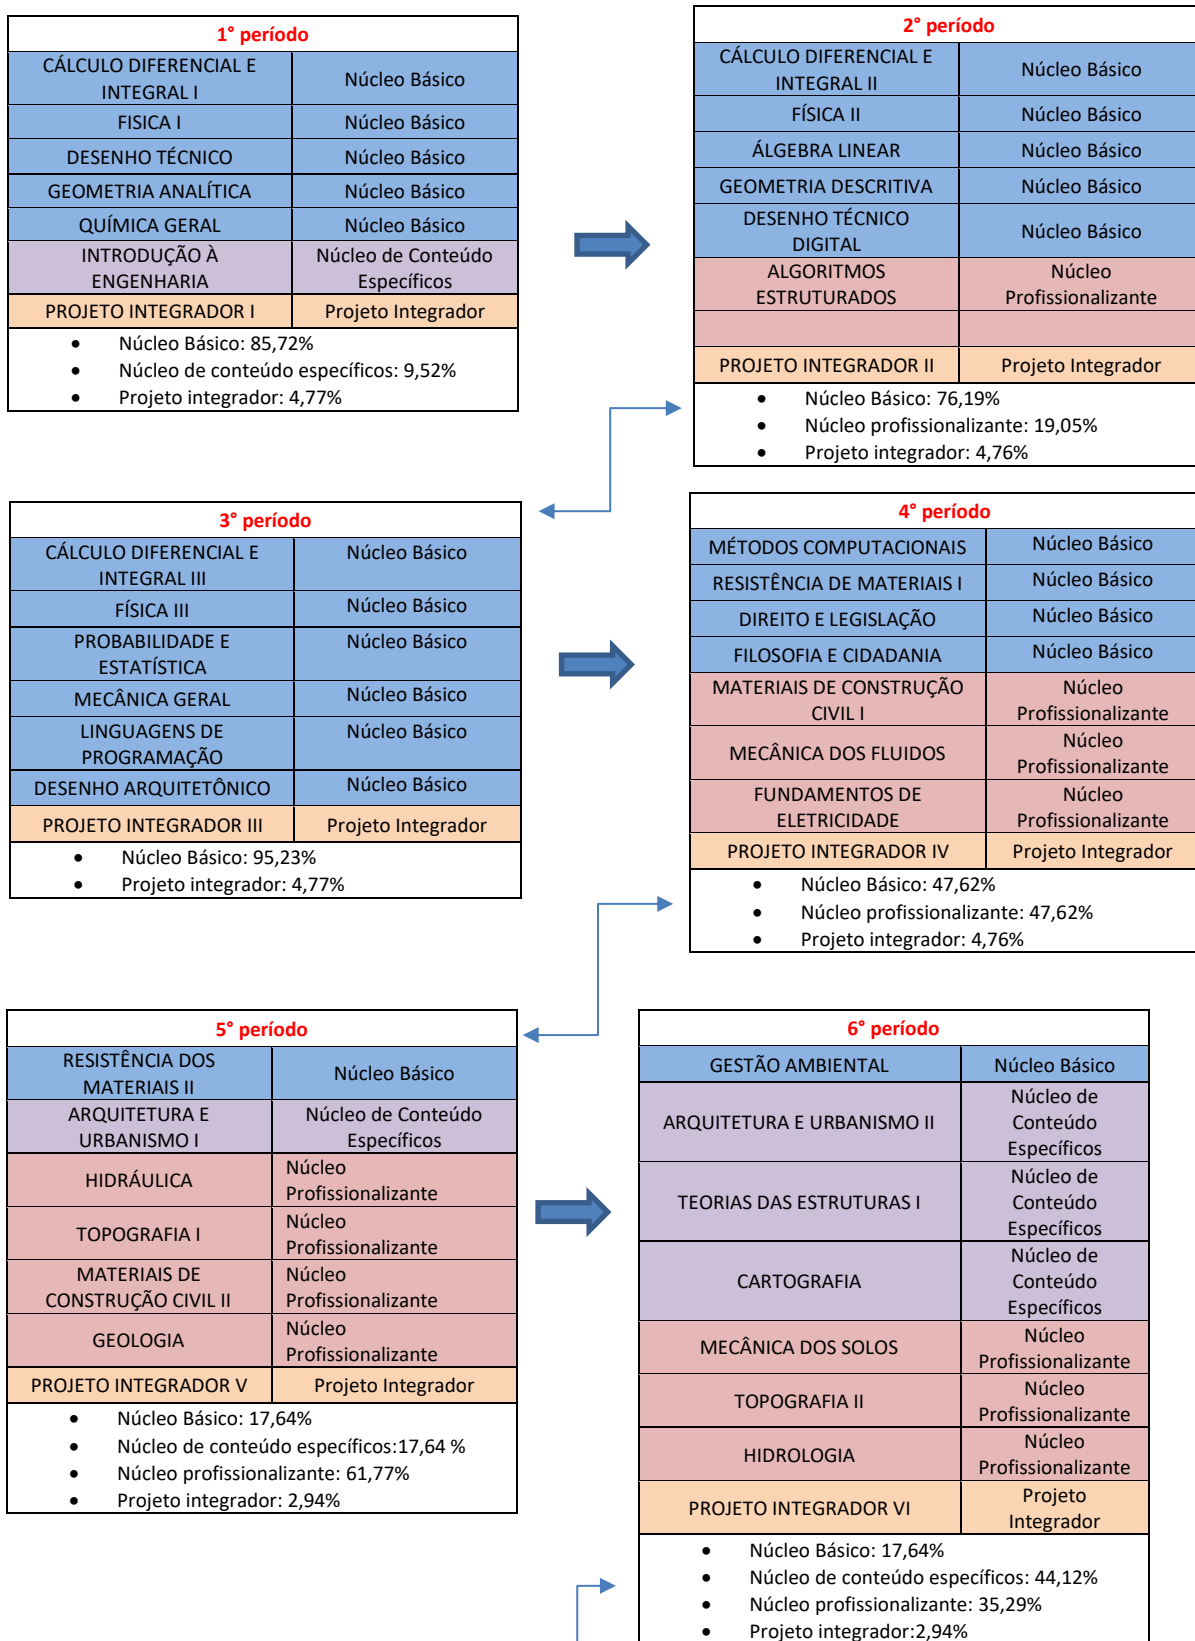 1° período
CÁLCULO DIFERENCIAL E
INTEGRAL I
Núcleo Básico
FISICA I
Núcleo Básico
DESENHO TÉCNICO
Núcleo Básico
GEOMETRIA ANALÍTICA
Núcleo Básico
QUÍMICA GERAL
Núcleo Básico
INTRODUÇÃO À
ENGENHARIA
Núcleo de Conteúdo
Específicos
PROJETO INTEGRADOR I
Projeto Integrador
• Núcleo Básico: 85,72%
• Núcleo de conteúdo específicos: 9,52%
• Projeto integrador: 4,77%
2° período
CÁLCULO DIFERENCIAL E
INTEGRAL II
Núcleo Básico
FÍSICA II
Núcleo Básico
ÁLGEBRA LINEAR
Núcleo Básico
GEOMETRIA DESCRITIVA
Núcleo Básico
DESENHO TÉCNICO
DIGITAL
Núcleo Básico
ALGORITMOS
ESTRUTURADOS
Núcleo
Profissionalizante
PROJETO INTEGRADOR II
Projeto Integrador
• Núcleo Básico: 76,19%
• Núcleo profissionalizante: 19,05%
• Projeto integrador: 4,76%
3° período
CÁLCULO DIFERENCIAL E
INTEGRAL III
Núcleo Básico
FÍSICA III
Núcleo Básico
PROBABILIDADE E
ESTATÍSTICA
Núcleo Básico
MECÂNICA GERAL
Núcleo Básico
LINGUAGENS DE
PROGRAMAÇÃO
Núcleo Básico
DESENHO ARQUITETÔNICO
Núcleo Básico
PROJETO INTEGRADOR III
Projeto Integrador
• Núcleo Básico: 95,23%
• Projeto integrador: 4,77%
4° período
MÉTODOS COMPUTACIONAIS
Núcleo Básico
RESISTÊNCIA DE MATERIAIS I
Núcleo Básico
DIREITO E LEGISLAÇÃO
Núcleo Básico
FILOSOFIA E CIDADANIA
Núcleo Básico
MATERIAIS DE CONSTRUÇÃO
CIVIL I
Núcleo
Profissionalizante
MECÂNICA DOS FLUIDOS
Núcleo
Profissionalizante
FUNDAMENTOS DE
ELETRICIDADE
Núcleo
Profissionalizante
PROJETO INTEGRADOR IV
Projeto Integrador
• Núcleo Básico: 47,62%
• Núcleo profissionalizante: 47,62%
• Projeto integrador: 4,76%
5° período
RESISTÊNCIA DOS
MATERIAIS II
Núcleo Básico
ARQUITETURA E
URBANISMO I
Núcleo de Conteúdo
Específicos
HIDRÁULICA
Núcleo
Profissionalizante
TOPOGRAFIA I
Núcleo
Profissionalizante
MATERIAIS DE
CONSTRUÇÃO CIVIL II
Núcleo
Profissionalizante
GEOLOGIA
Núcleo
Profissionalizante
PROJETO INTEGRADOR V
Projeto Integrador
• Núcleo Básico: 17,64%
• Núcleo de conteúdo específicos:17,64 %
• Núcleo profissionalizante: 61,77%
• Projeto integrador: 2,94%
6° período
GESTÃO AMBIENTAL
Núcleo Básico
ARQUITETURA E URBANISMO II
Núcleo de
Conteúdo
Específicos
TEORIAS DAS ESTRUTURAS I
Núcleo de
Conteúdo
Específicos
CARTOGRAFIA
Núcleo de
Conteúdo
Específicos
MECÂNICA DOS SOLOS
Núcleo
Profissionalizante
TOPOGRAFIA II
Núcleo
Profissionalizante
HIDROLOGIA
Núcleo
Profissionalizante
PROJETO INTEGRADOR VI
Projeto
Integrador
• Núcleo Básico: 17,64%
• Núcleo de conteúdo específicos: 44,12%
• Núcleo profissionalizante: 35,29%
• Projeto integrador:2,94%